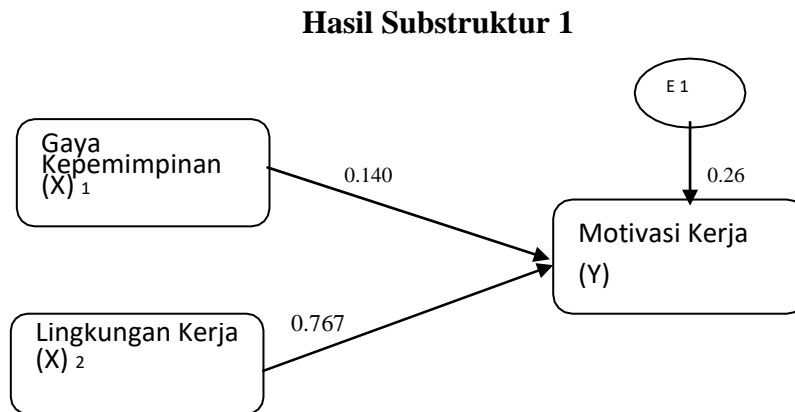 Hasil Substruktur 1
E 1
Gaya
Kepemimpinan
(X) 1
0.140
0.26
Motivasi Kerja
(Y)
Lingkungan Kerja
(X) 2
0.767